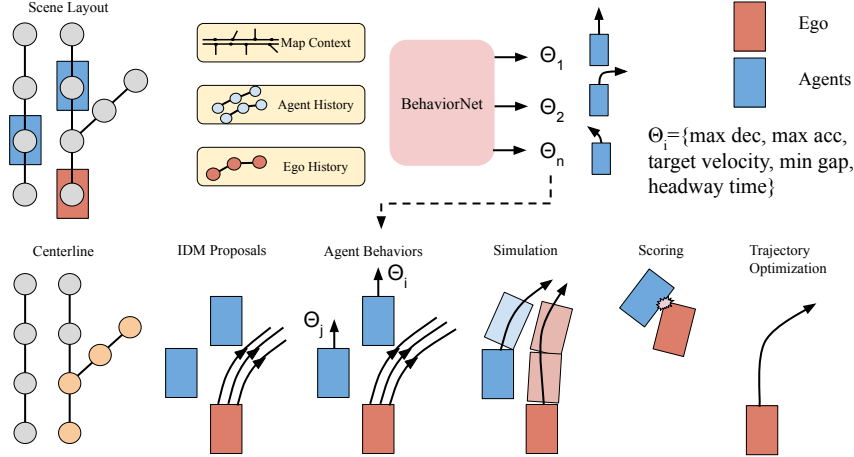 Scene Layout
Map Context
Agent History
Ego History
BehaviorNet
Θ1
Θ2
Θn
Ego
Agents
Θi={max dec, max acc,
target velocity, min gap,
headway time}
Centerline
IDM Proposals
Agent Behaviors
Θi
Θj
Simulation
Scoring
Trajectory
Optimization